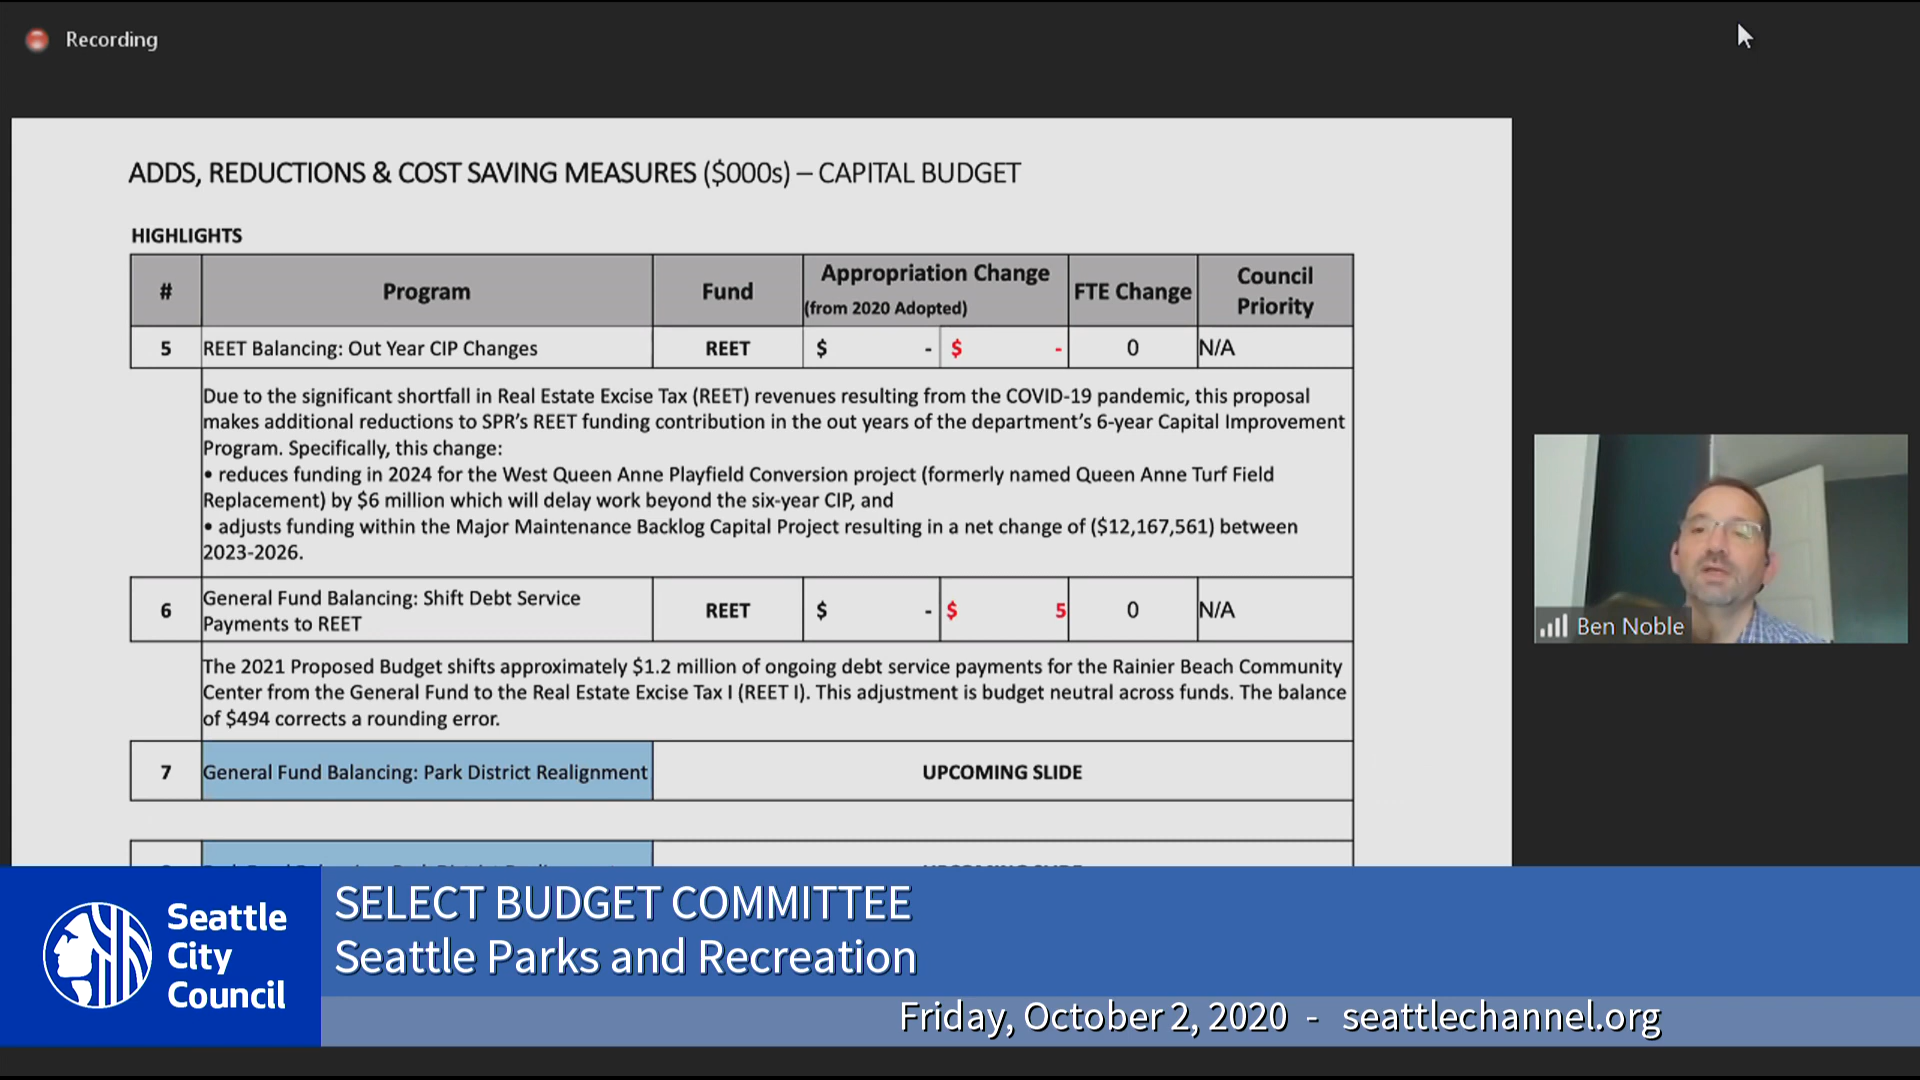 Recording
ADDS, REDUCTIONS & COST SAVING MEASURES ($000s) – CAPITAL BUDGET
HIGHLIGHTS
# Program Fund Appropriation Change (from 2020 Adopted) FTE Change Council Priority
5 REET Balancing: Out Year CIP Changes REET $ - $ - 0 N/A
Due to the significant shortfall in Real Estate Excise Tax (REET) revenues resulting from the COVID-19 pandemic, this proposal
makes additional reductions to SPR's REET funding contribution in the out years of the department's 6-year Capital Improvement
Program. Specifically, this change:
• reduces funding in 2024 for the West Queen Anne Playfield Conversion project (formerly named Queen Anne Turf Field
Replacement) by $6 million which will delay work beyond the six-year CIP, and
• adjusts funding within the Major Maintenance Backlog Capital Project resulting in a net change of ($12,167,561) between
2023-2026.
6 General Fund Balancing: Shift Debt Service Payments to REET REET $ - $ 5 0 N/A
The 2021 Proposed Budget shifts approximately $1.2 million of ongoing debt service payments for the Rainier Beach Community
Center from the General Fund to the Real Estate Excise Tax I (REET I). This adjustment is budget neutral across funds. The balance
of $494 corrects a rounding error.
7 General Fund Balancing: Park District Realignment UPCOMING SLIDE
Ben Noble
Seattle
City
Council
SELECT BUDGET COMMITTEE
Seattle Parks and Recreation
Friday, October 2, 2020 - seattlechannel.org